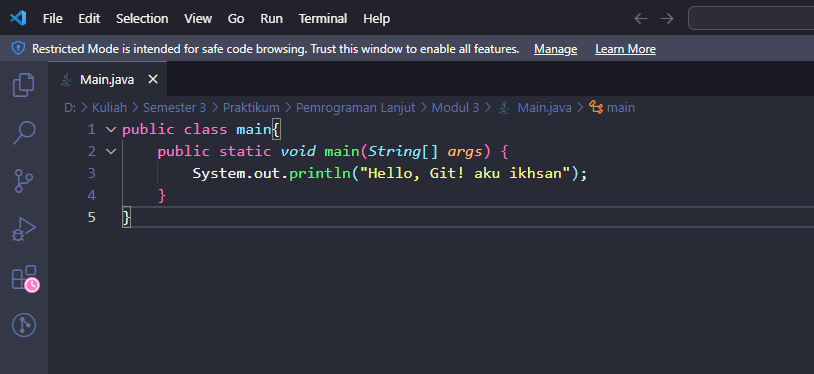 File Edit Selection View Go Run Terminal Help
Restricted Mode is intended for safe code browsing. Trust this window to enable all features. Manage Learn More
Main.java
D: > Kuliah > Semester 3 > Praktikum > Pemrograman Lanjut > Modul 3 > Main.java > main
1 public class main{
2 public static void main(String[] args) {
3 System.out.println("Hello, Git! aku ikhsan");
4 }
5 }